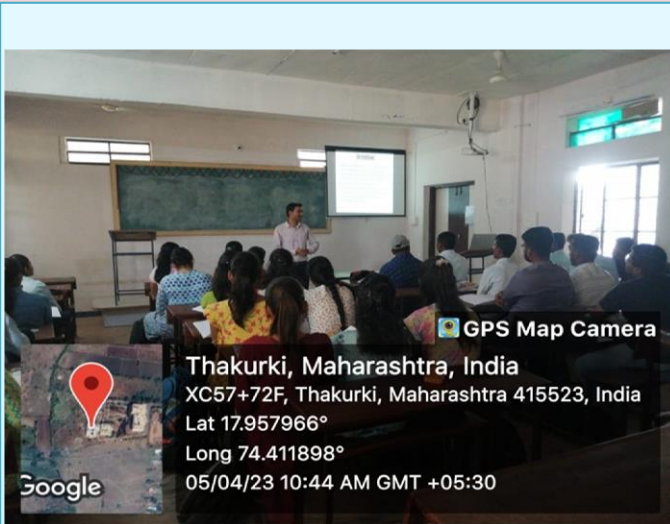 GPS Map Camera
Thakurki, Maharashtra, India
XC57+72F, Thakurki, Maharashtra 415523, India
Lat 17.957966°
Long 74.411898°
05/04/23 10:44 AM GMT +05:30
Google